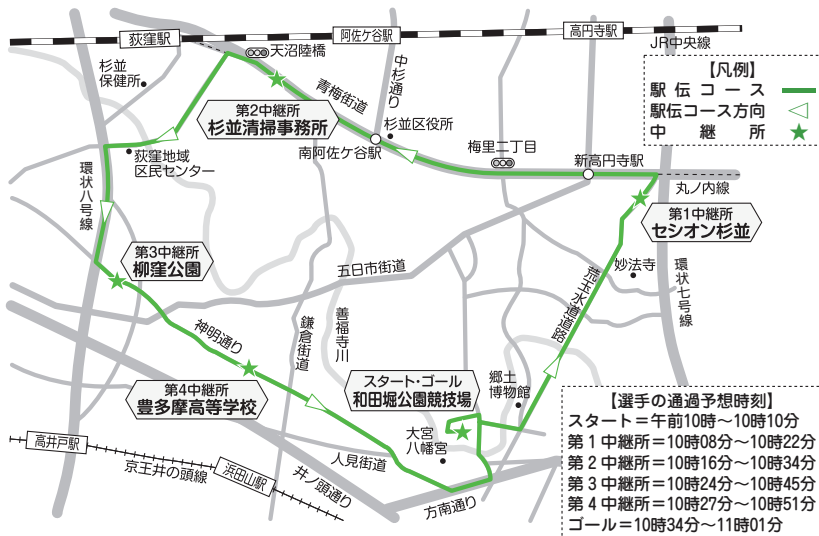 荻窪駅
阿佐ケ谷駅
高円寺駅
JR中央線
天沼陸橋
杉並
保健所
中杉通り
青梅街道
【凡例】
駅伝コース
駅伝コース方向
中継所
第2中継所
杉並清掃事務所
杉並区役所
南阿佐ケ谷駅
梅里二丁目
新高円寺駅
丸ノ内線
荻窪地域
区民センター
環状八号線
第1中継所
セシオン杉並
第3中継所
柳窪公園
五日市街道
妙法寺
環状七号線
荒玉水道道路
善福寺川
鎌倉街道
神明通り
第4中継所
豊多摩高等学校
スタート・ゴール
和田堀公園競技場
郷土
博物館
大宮
八幡宮
人見街道
高井戸駅
京王井の頭線
浜田山駅
井ノ頭通り
方南通り
【選手の通過予想時刻】
スタート=午前10時〜10時10分
第1中継所=10時08分〜10時22分
第2中継所=10時16分〜10時34分
第3中継所=10時24分〜10時45分
第4中継所=10時27分〜10時51分
ゴール=10時34分〜11時01分